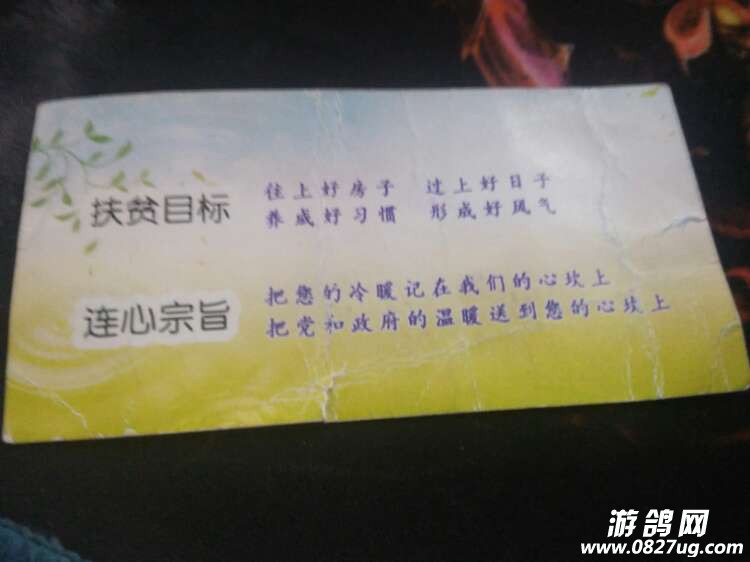 扶贫目标
住上好房子 过上好日子
养成好习惯 形成好风气
连心宗旨
把您的冷暖记在我们的心坎上
把党和政府的温暖送到您的心坎上
游鸽网
www.0827ug.com